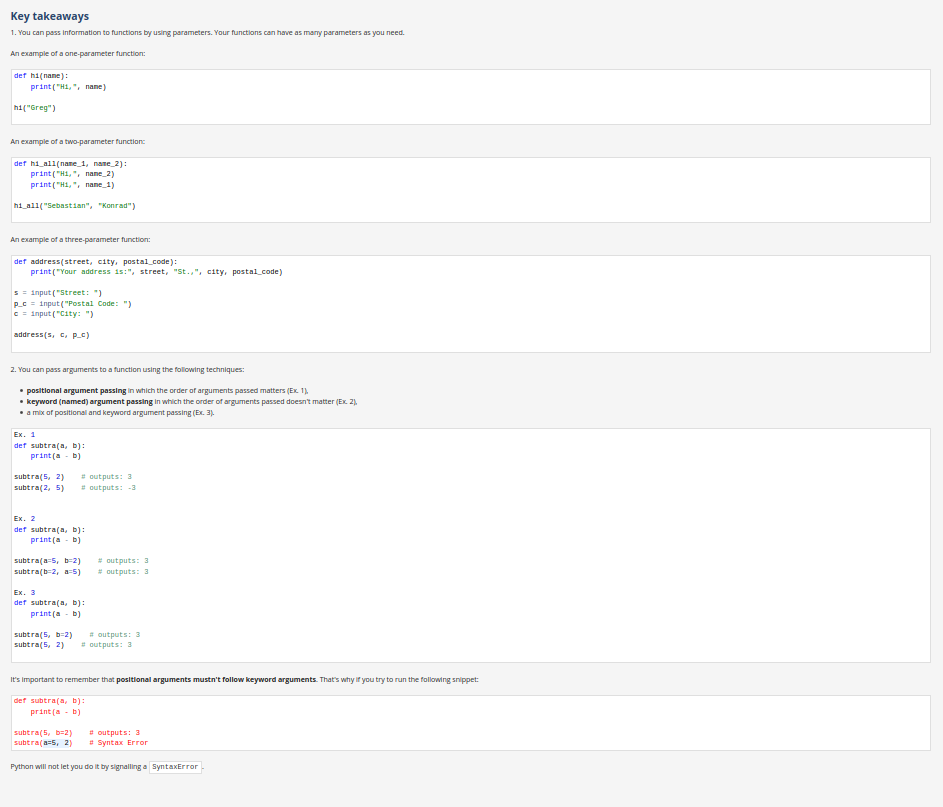 Key takeaways
1. You can pass information to functions by using parameters. Your functions can have as many parameters as you need.
An example of a one-parameter function:
def hi(name):
    print("Hi,", name)
hi("Greg")
An example of a two-parameter function:
def hi_all(name_1, name_2):
    print("Hi,", name_2)
    print("Hi,", name_1)
hi_all("Sebastian", "Konrad")
An example of a three-parameter function:
def address(street, city, postal_code):
    print("Your address is:", street, "St.,", city, postal_code)
s = input("Street: ")
p_c = input("Postal Code: ")
c = input("City: ")
address(s, c, p_c)
2. You can pass arguments to a function using the following techniques:
• positional argument passing in which the order of arguments passed matters (Ex. 1),
• keyword (named) argument passing in which the order of arguments passed doesn't matter (Ex. 2),
• a mix of positional and keyword argument passing (Ex. 3).
Ex. 1
def subtra(a, b):
    print(a - b)
subtra(5, 2)    # outputs: 3
subtra(2, 5)    # outputs: -3
Ex. 2
def subtra(a, b):
    print(a - b)
subtra(a=5, b=2)    # outputs: 3
subtra(b=2, a=5)    # outputs: 3
Ex. 3
def subtra(a, b):
    print(a - b)
subtra(5, b=2)    # outputs: 3
subtra(5, 2)    # outputs: 3
It's important to remember that positional arguments mustn't follow keyword arguments. That's why if you try to run the following snippet:
def subtra(a, b):
    print(a - b)
subtra(5, b=2)    # outputs: 3
subtra(a=5, 2)    # Syntax Error
Python will not let you do it by signalling a SyntaxError.